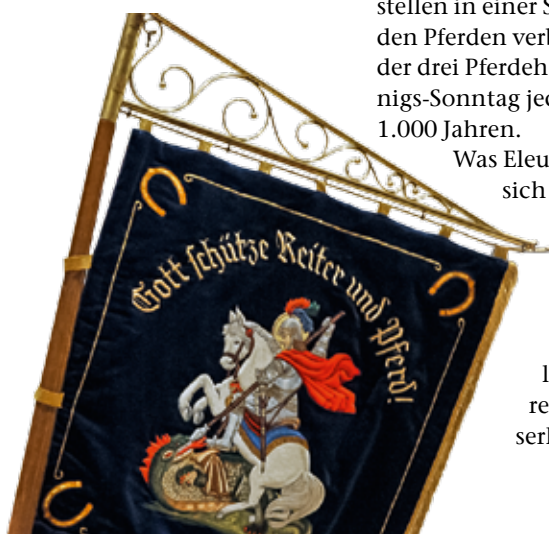 stellen in einer S
den Pferden verb
der drei Pferdeh
nigs-Sonntag jed
1.000 Jahren.
Was Eleu
sich
l
re
serl
Gott schütze Reiter und Pferd!